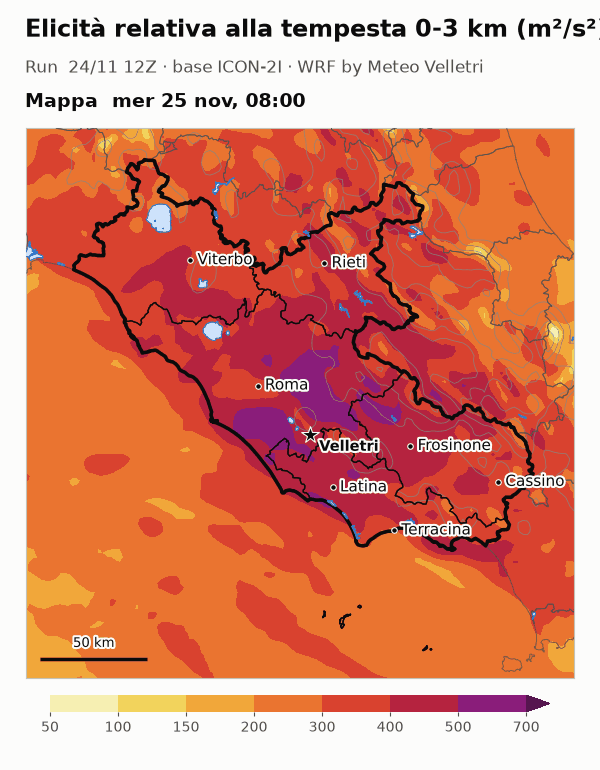 Elicità relativa alla tempesta 0-3 km (m²/s²)
Run 24/11 12Z · base ICON-2I · WRF by Meteo Velletri
Mappa mer 25 nov, 08:00
Viterbo
Rieti
Roma
Velletri
Frosinone
Latina
Cassino
Terracina
50 km
50 100 150 200 300 400 500 700